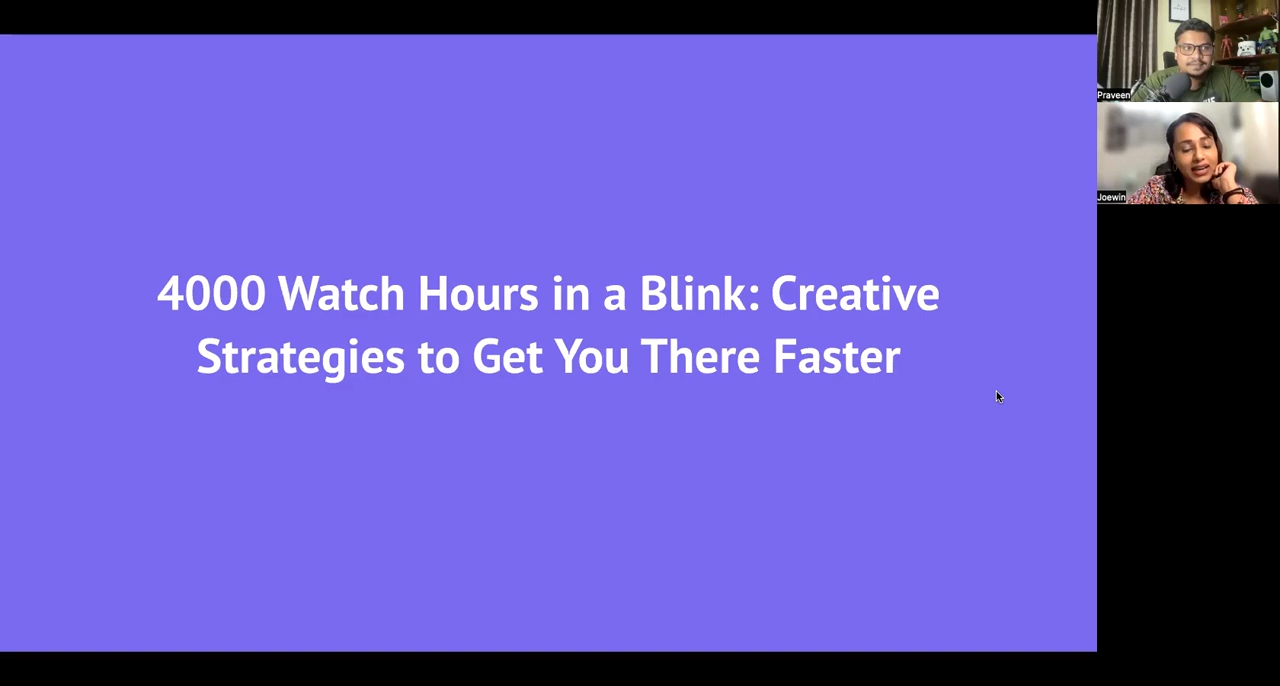 4000 Watch Hours in a Blink: Creative
Strategies to Get You There Faster
Praveen
Joewin